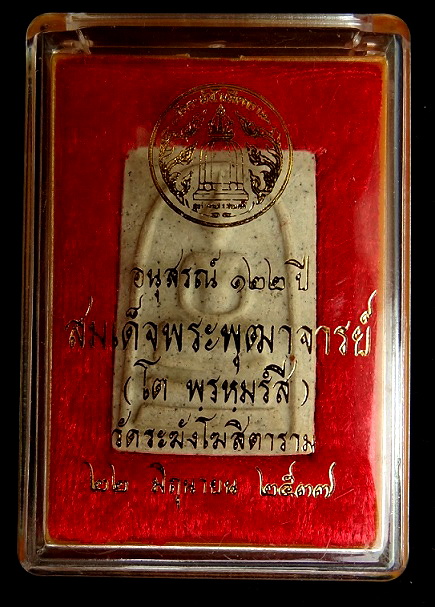 อนุสรณ์ ๑๒๒ ปี
สมเด็จพระพุฒาจารย์
(โต พฺรหฺมรํสี)
วัดระฆังโฆสิตาราม
๒๒ มิถุนายน ๒๕๓๗